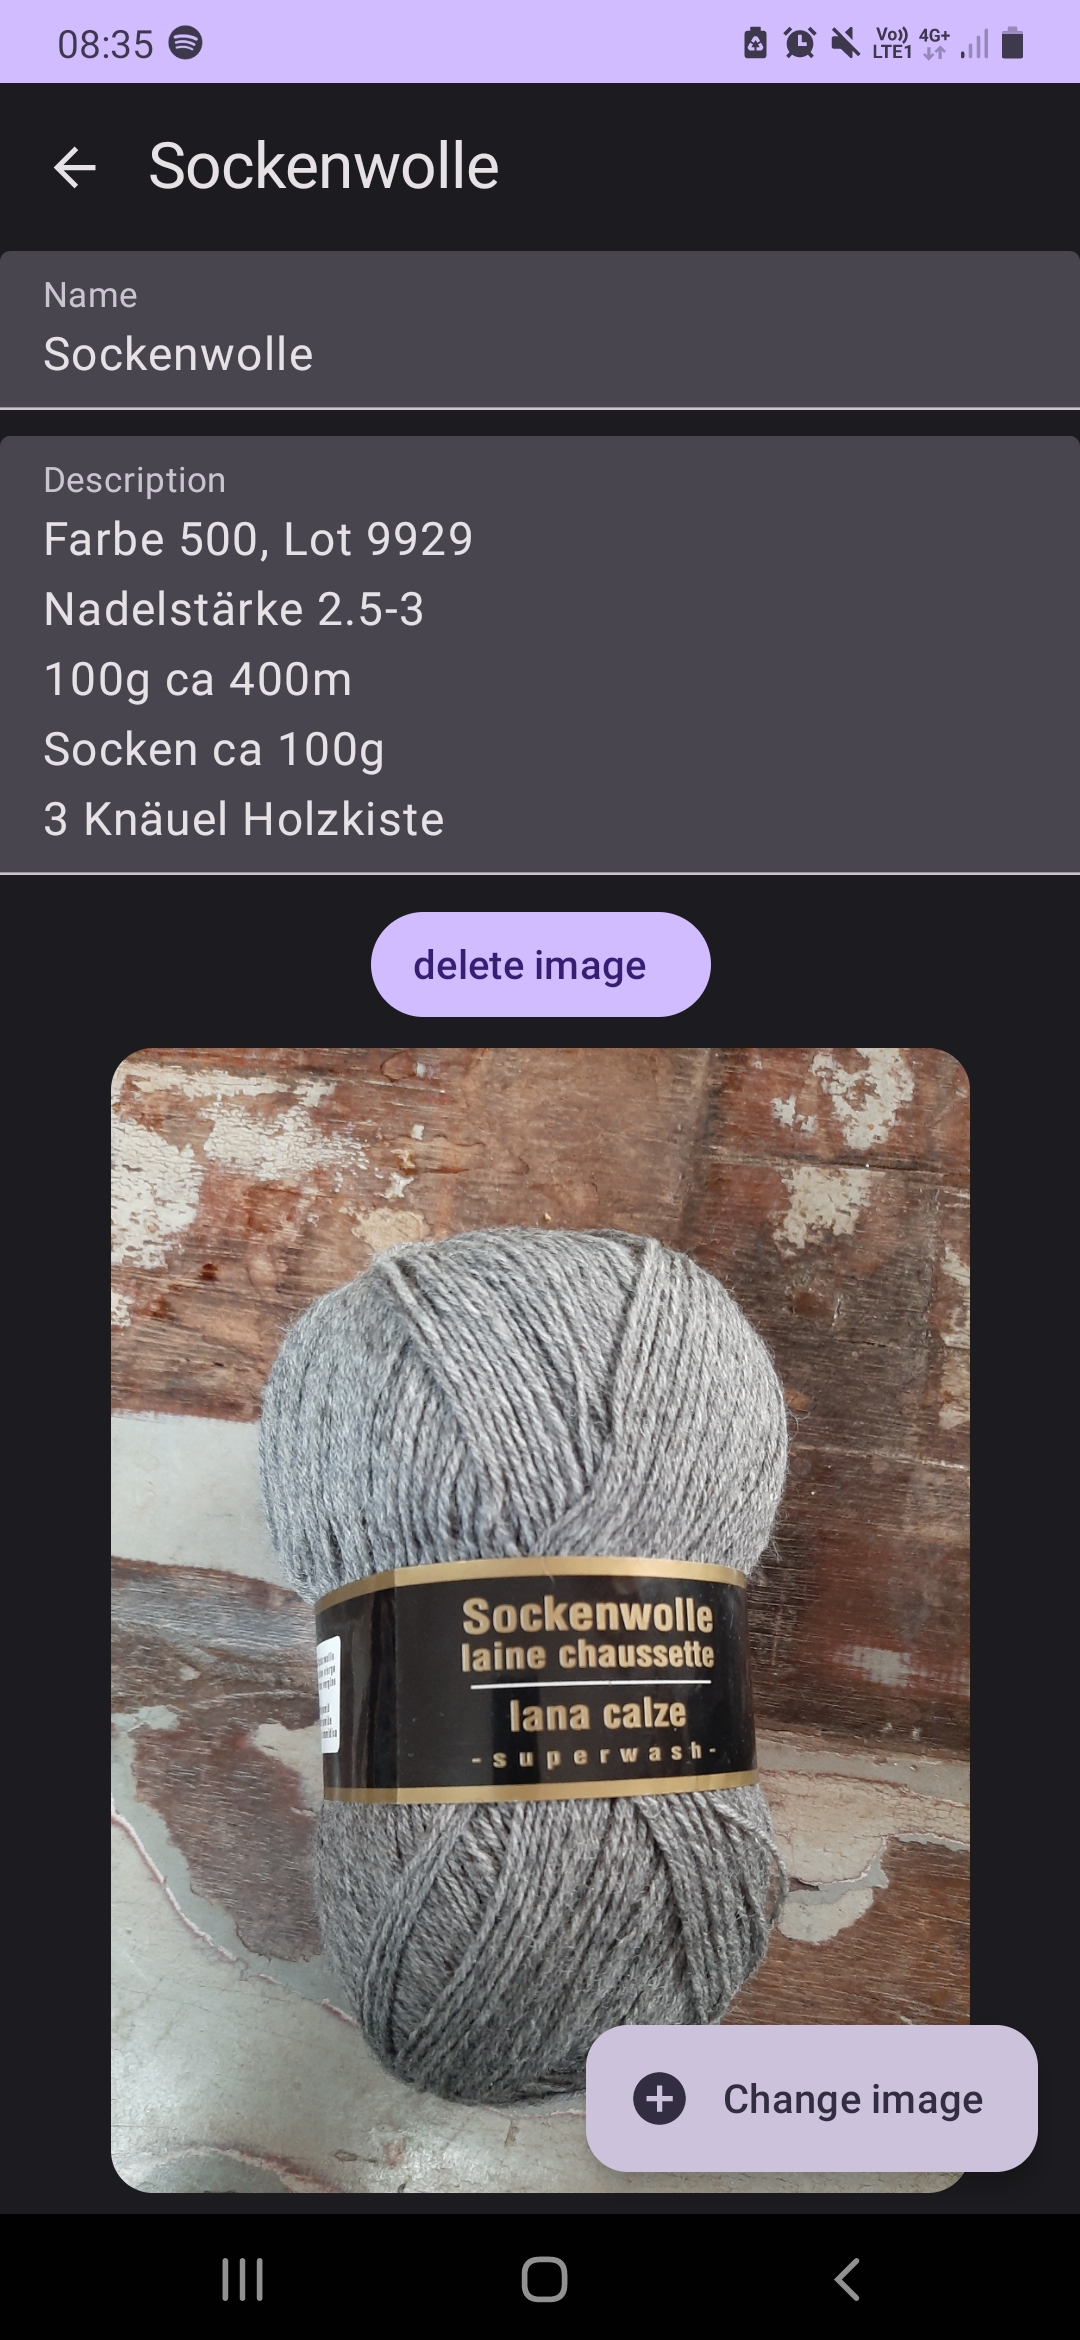 08:35
Vo)) LTE1 4G+
Sockenwolle
Name
Sockenwolle
Description
Farbe 500, Lot 9929
Nadelstärke 2.5-3
100g ca 400m
Socken ca 100g
3 Knäuel Holzkiste
delete image
Sockenwolle
laine chaussette
lana calze
- superwash -
Change image